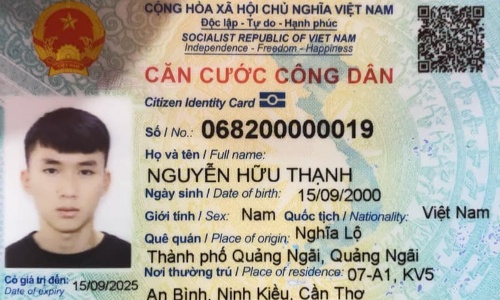 CỘNG HÒA XÃ HỘI CHỦ NGHĨA VIỆT NAM
Độc lập - Tự do - Hạnh phúc
SOCIALIST REPUBLIC OF VIET NAM
Independence - Freedom - Happiness
CĂN CƯỚC CÔNG DÂN
Citizen Identity Card
Số / No.: 068200000019
Họ và tên / Full name:
NGUYỄN HỮU THẠNH
Ngày sinh / Date of birth: 15/09/2000
Giới tính / Sex: Nam Quốc tịch / Nationality: Việt Nam
Quê quán / Place of origin: Nghĩa Lộ
Thành phố Quảng Ngãi, Quảng Ngãi
Nơi thường trú / Place of residence: 07-A1, KV5
An Bình, Ninh Kiều, Cần Thơ
Có giá trị đến: 15/09/2025
Date of expiry